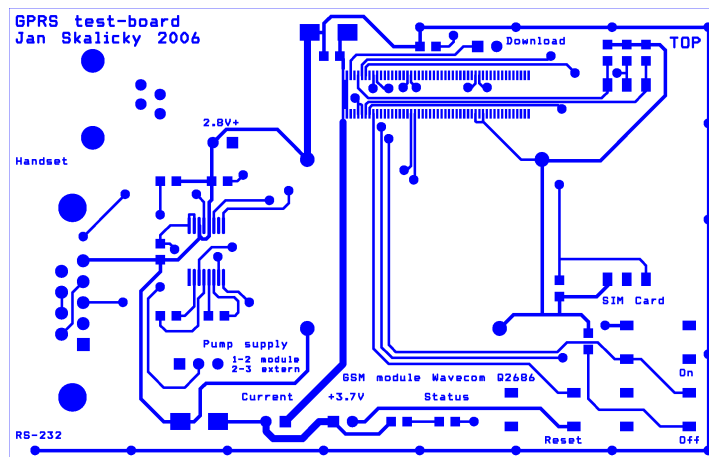 GPRS test-board
Jan Skalicky 2006
Download
TOP
2.8V+
Handset
SIM Card
Pump supply
1-2 module
2-3 extern
On
GSM module Wavecom Q2686
Current
+3.7V
Status
RS-232
Reset
Off